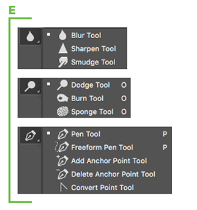 E
Blur Tool
Sharpen Tool
Smudge Tool
Dodge Tool O
Burn Tool O
Sponge Tool O
Pen Tool P
Freeform Pen Tool P
Add Anchor Point Tool
Delete Anchor Point Tool
Convert Point Tool